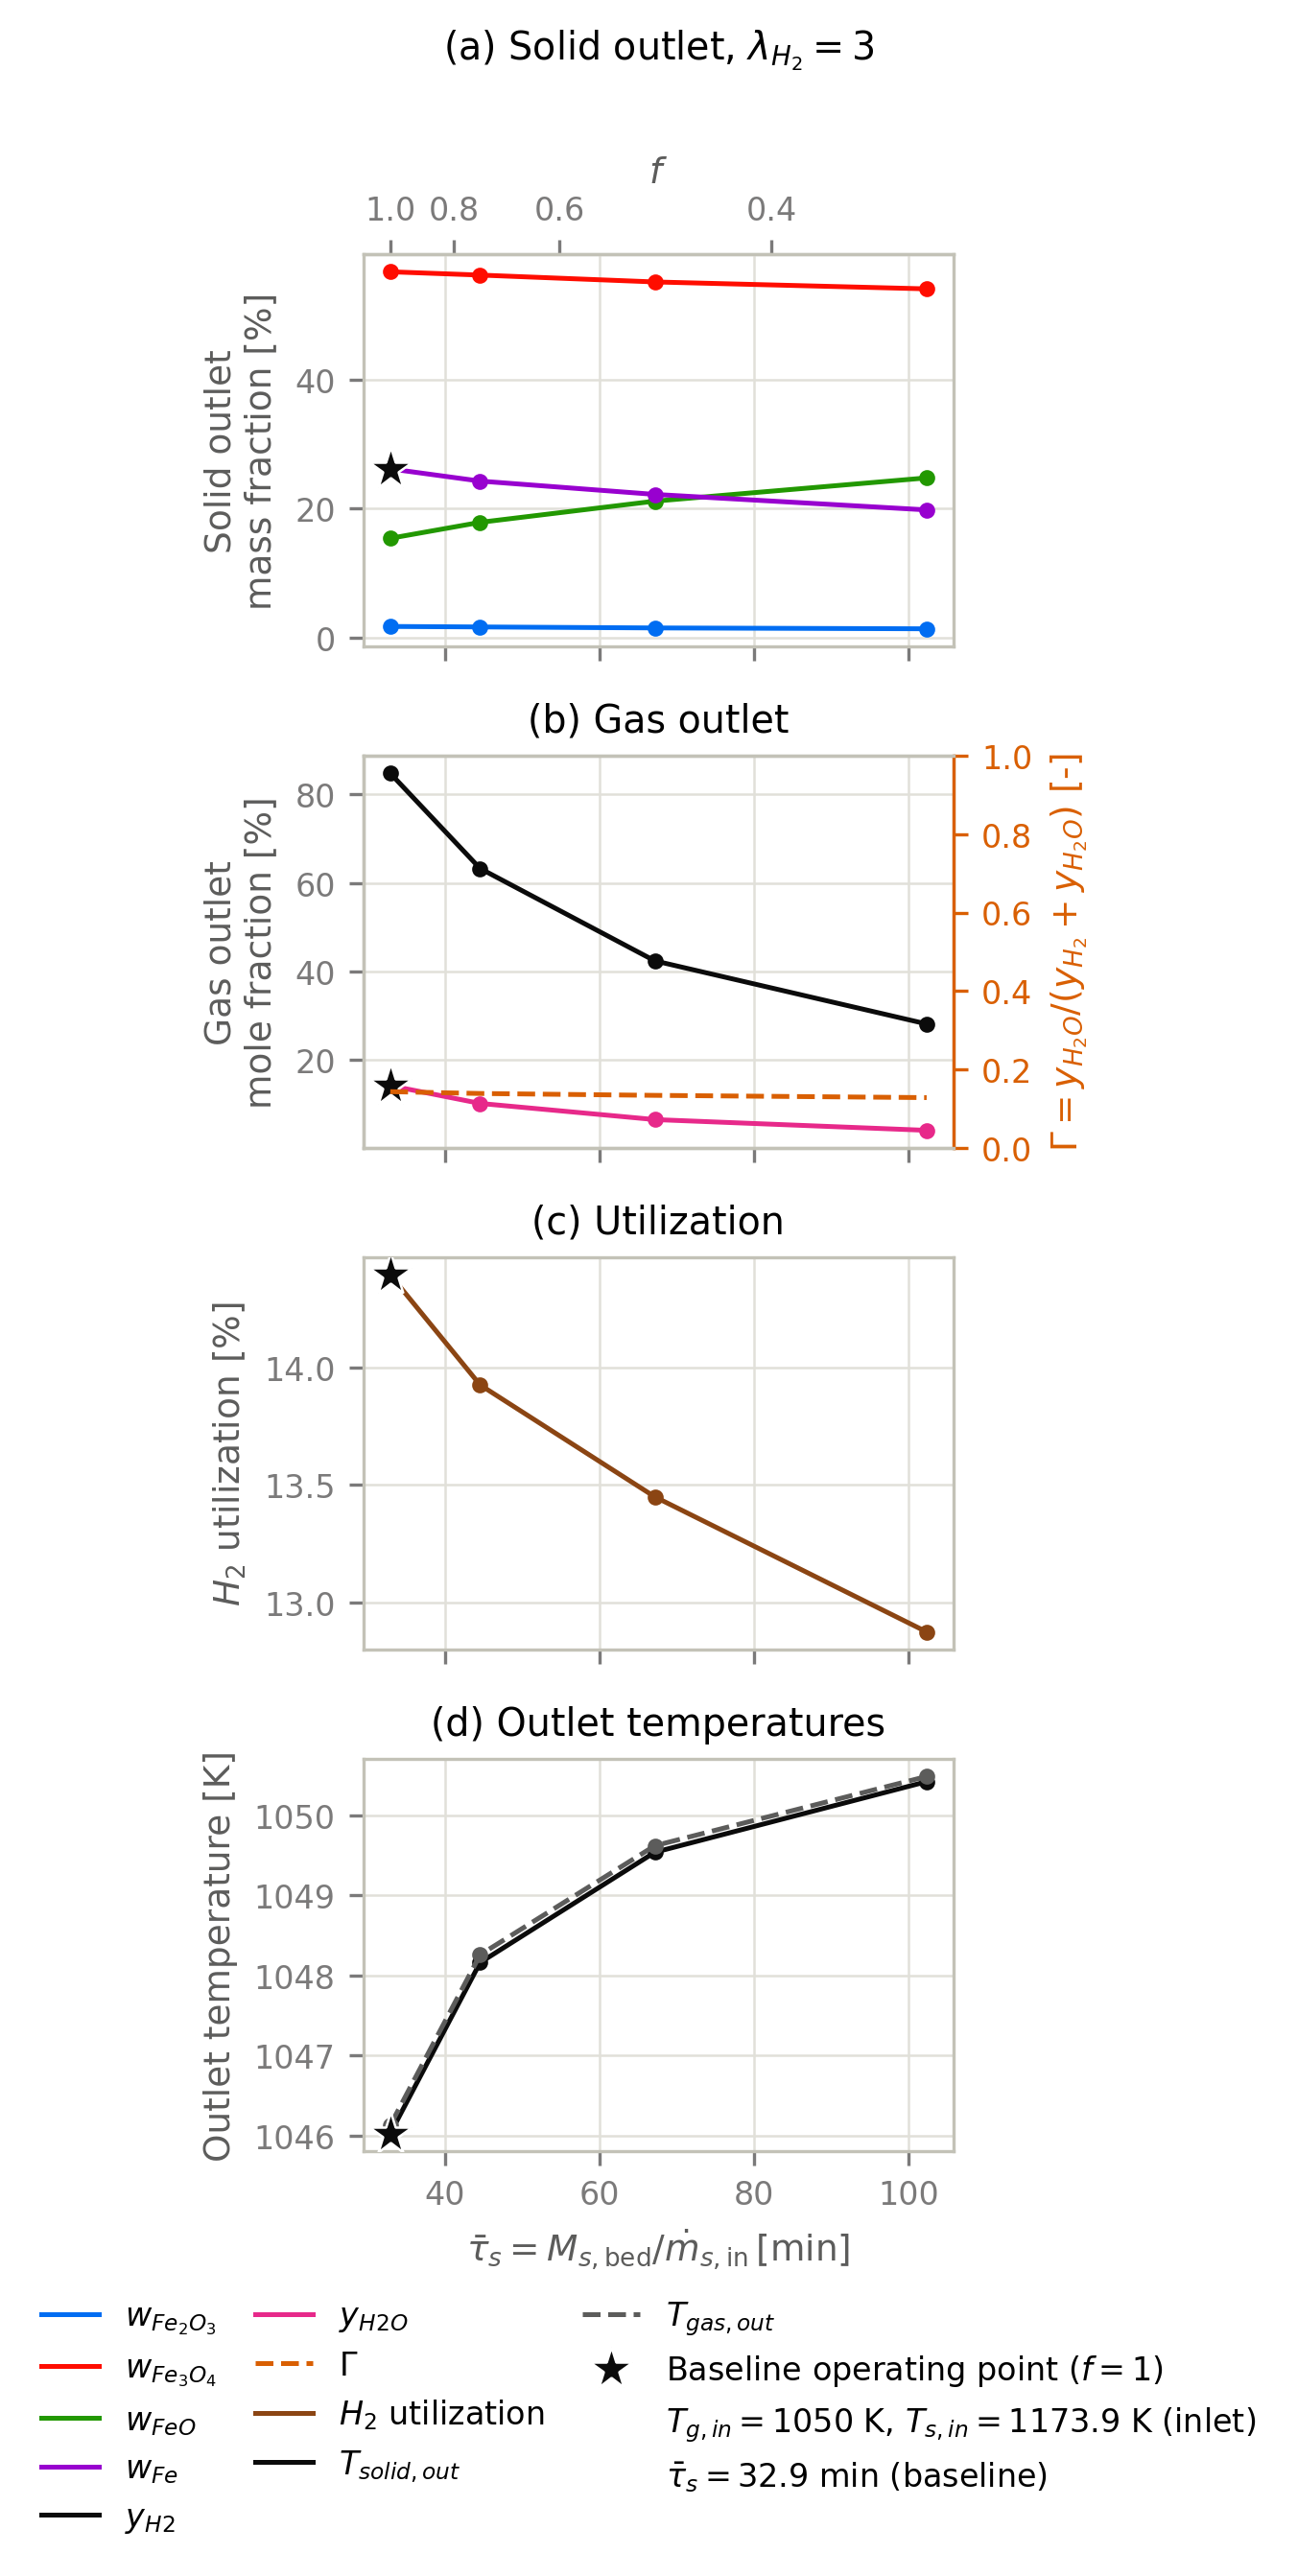 (a) Solid outlet, λ_{H_2} = 3
f
1.0 0.8 0.6 0.4
Solid outlet
mass fraction [%]
40
20
0
(b) Gas outlet
Gas outlet
mole fraction [%]
80
60
40
20
1.0
0.8
0.6
0.4
0.2
0.0
Γ = y_{H_2O}/(y_{H_2} + y_{H_2O}) [-]
(c) Utilization
H_2 utilization [%]
14.0
13.5
13.0
(d) Outlet temperatures
Outlet temperature [K]
1050
1049
1048
1047
1046
40 60 80 100
τ̄_s = M_{s, bed}/ṁ_{s, in} [min]
w_{Fe_2O_3}
w_{Fe_3O_4}
w_{FeO}
w_{Fe}
y_{H2}
y_{H2O}
Γ
H_2 utilization
T_{solid, out}
T_{gas, out}
Baseline operating point (f = 1)
T_{g, in} = 1050 K, T_{s, in} = 1173.9 K (inlet)
τ̄_s = 32.9 min (baseline)